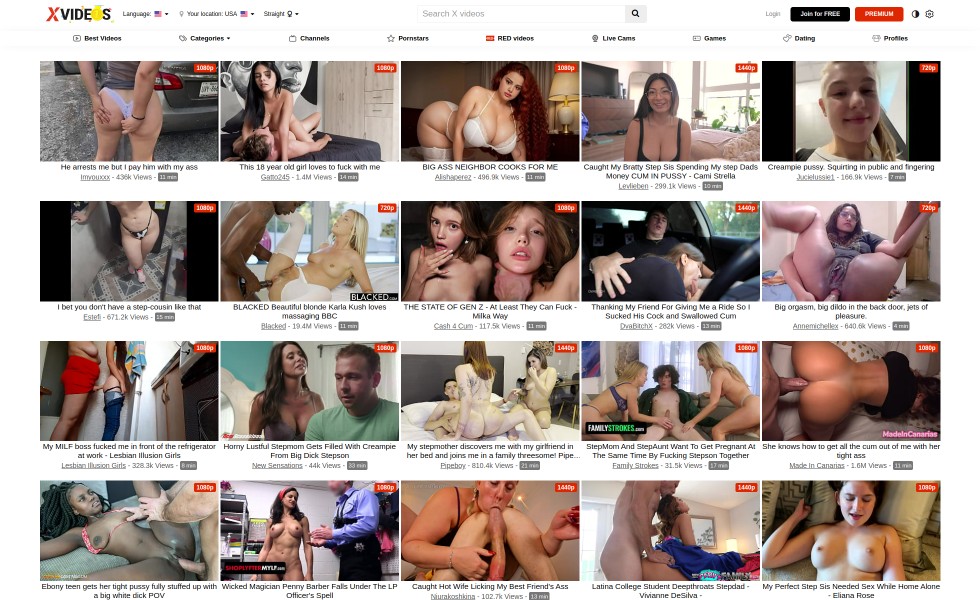 XVIDEOS
Language:
Your location: USA
Straight
Search X videos
Login
Join for FREE
PREMIUM
Best Videos
Categories
Channels
Pornstars
RED videos
Live Cams
Games
Dating
Profiles
1080p
1080p
1080p
1440p
720p
He arrests me but I pay him with my ass
Imyouxxx - 436k Views - 11 min
This 18 year old girl loves to fuck with me
Gatto245 - 1.4M Views - 14 min
BIG ASS NEIGHBOR COOKS FOR ME
Alishaperez - 496.9k Views - 11 min
Caught My Bratty Step Sis Spending My step Dads
Money CUM IN PUSSY - Cami Strella
Levlieben - 299.1k Views - 10 min
Creampie pussy. Squirting in public and fingering
Jucielussie1 - 166.9k Views - 7 min
1080p
720p
1080p
1440p
720p
BLACKED.com
I bet you don't have a step-cousin like that
Estefi - 671.2k Views - 15 min
BLACKED Beautiful blonde Karla Kush loves
massaging BBC
Blacked - 19.4M Views - 11 min
THE STATE OF GEN Z - At Least They Can Fuck -
Milka Way
Cash 4 Cum - 117.5k Views - 11 min
Thanking My Friend For Giving Me a Ride So I
Sucked His Cock and Swallowed Cum
DvaBitchX - 282k Views - 13 min
Big orgasm, big dildo in the back door, jets of
pleasure.
Annemichellex - 640.6k Views - 4 min
1080p
1080p
1440p
1080p
1080p
FAMILYSTROKES.COM
MadeInCanarias
My MILF boss fucked me in front of the refrigerator
at work - Lesbian Illusion Girls
Lesbian Illusion Girls - 328.3k Views - 8 min
Horny Lustful Stepmom Gets Filled With Creampie
From Big Dick Stepson
New Sensations - 44k Views - 33 min
My stepmother discovers me with my girlfriend in
her bed and joins me in a family threesome! Pipe...
Pipeboy - 810.4k Views - 21 min
StepMom And StepAunt Want To Get Pregnant At
The Same Time By Fucking Stepson Together
Family Strokes - 31.5k Views - 17 min
She knows how to get all the cum out of me with her
tight ass
Made In Canarias - 1.6M Views - 11 min
1080p
1080p
1440p
1440p
1080p
SHOPLYFTERMYLF.COM
Ebony teen gets her tight pussy fully stuffed up with
a big white dick POV
Wicked Magician Penny Barber Falls Under The LP
Officer's Spell
Caught Hot Wife Licking My Best Friend's Ass
Niurakoshkina - 102.7k Views - 13 min
Latina College Student Deepthroats Stepdad -
Vivianne DeSilva -
My Perfect Step Sis Needed Sex While Home Alone
- Eliana Rose